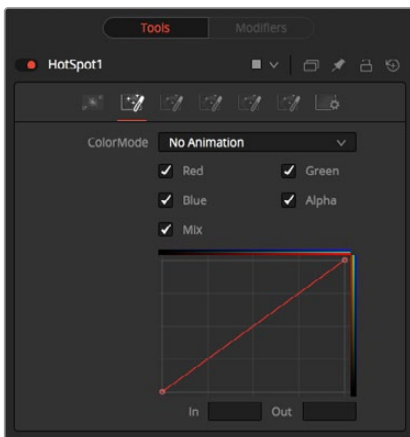 Tools Modifiers
HotSpot1
ColorMode No Animation
Red Green
Blue Alpha
Mix
In Out